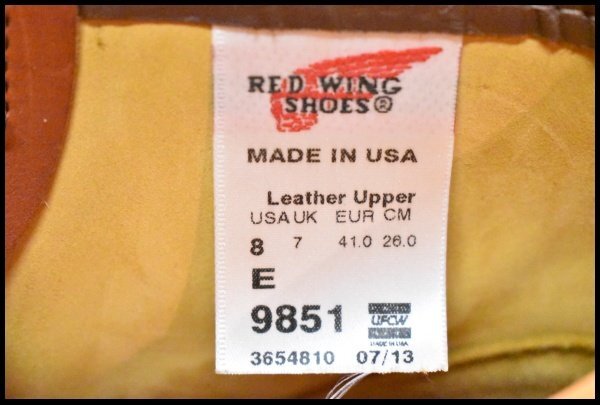 RED WING
SHOES®
MADE IN USA
Leather Upper
USA UK EUR CM
8 7 41.0 26.0
E
9851 UFCW
MADE IN USA
3654810 07/13